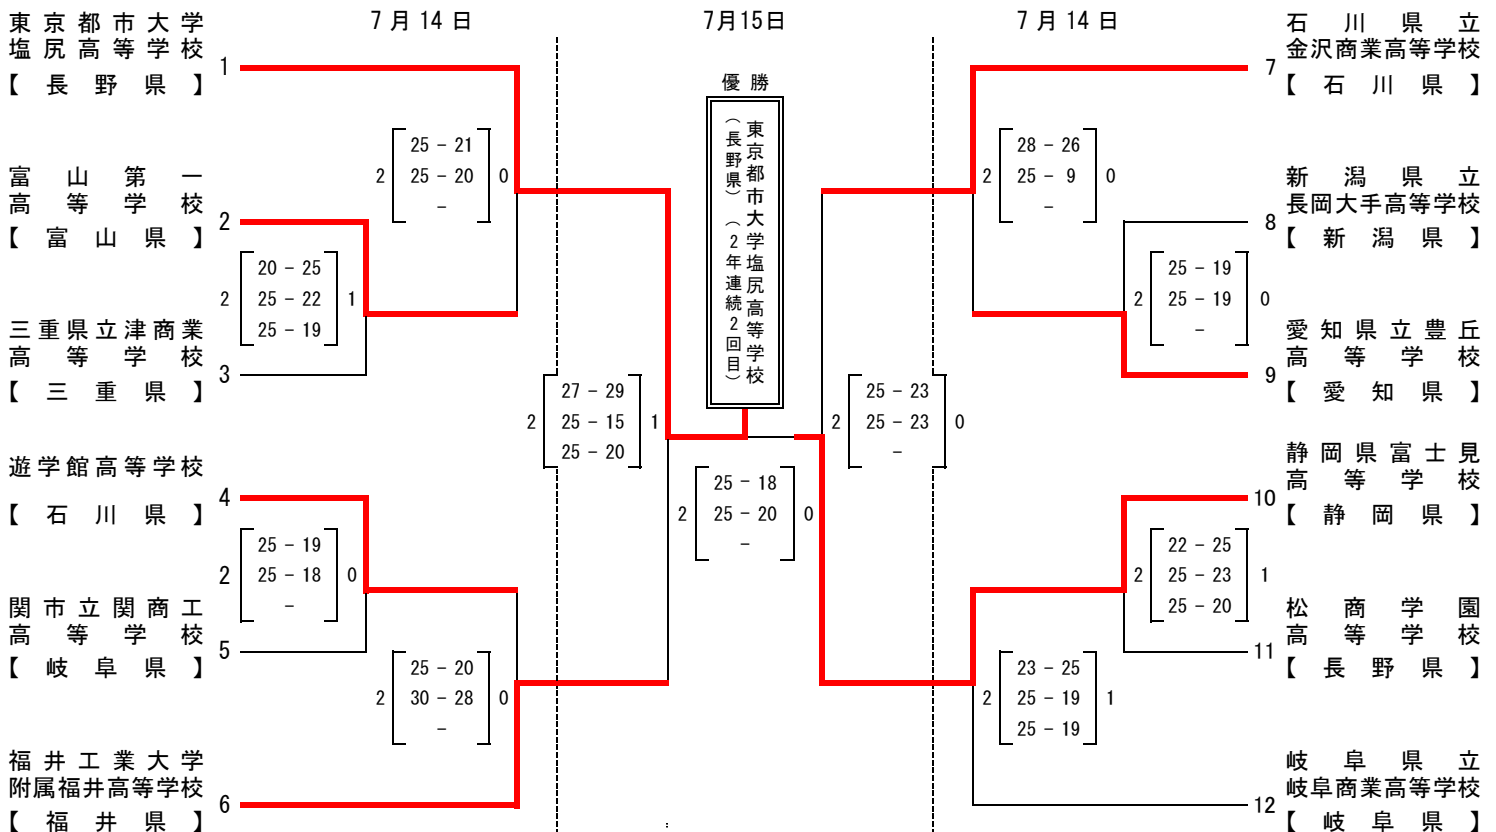 7月14日
7月15日
7月14日
東京都市大学
塩尻高等学校
1
【長野県】
25 - 21
2 25 - 20 0
-
富山第一
高等学校
2
【富山県】
20 - 25
2 25 - 22 1
25 - 19
三重県立津商業
高等学校
3
【三重県】
27 - 29
2 25 - 15 1
25 - 20
遊学館高等学校
4
【石川県】
25 - 19
2 25 - 18 0
-
関市立関商工
高等学校
5
【岐阜県】
25 - 20
2 30 - 28 0
-
福井工業大学
附属福井高等学校
6
【福井県】
優勝
東京都市大学塩尻高等学校
(長野県)(2年連続2回目)
25 - 18
2 25 - 20 0
-
石川県立
金沢商業高等学校
7
【石川県】
28 - 26
2 25 - 9 0
-
新潟県立
長岡大手高等学校
8
【新潟県】
25 - 19
2 25 - 19 0
-
愛知県立豊丘
高等学校
9
【愛知県】
25 - 23
2 25 - 23 0
-
静岡県富士見
高等学校
10
【静岡県】
22 - 25
2 25 - 23 1
25 - 20
松商学園
高等学校
11
【長野県】
23 - 25
2 25 - 19 1
25 - 19
岐阜県立
岐阜商業高等学校
12
【岐阜県】